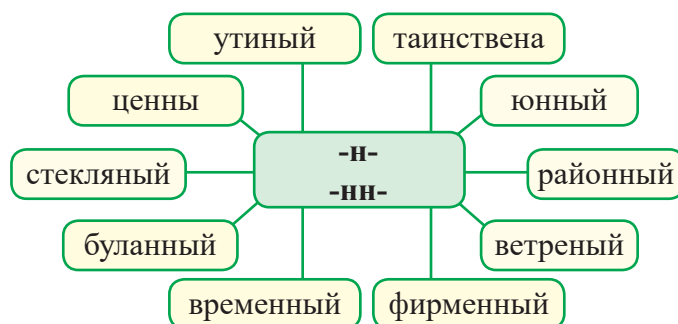 утиный
таинствена
ценны
юнный
-н-
-нн-
стекляный
районный
буланный
ветреный
временный
фирменный